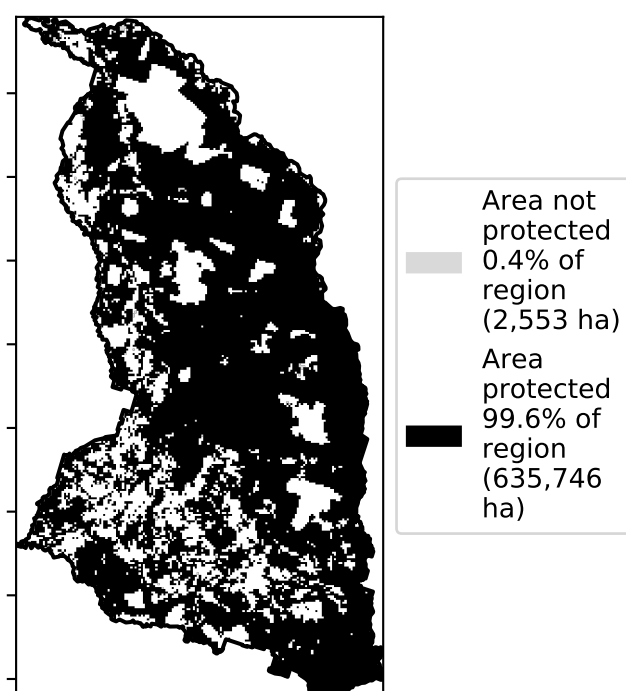 Area not
protected
0.4% of
region
(2,553 ha)
Area
protected
99.6% of
region
(635,746
ha)